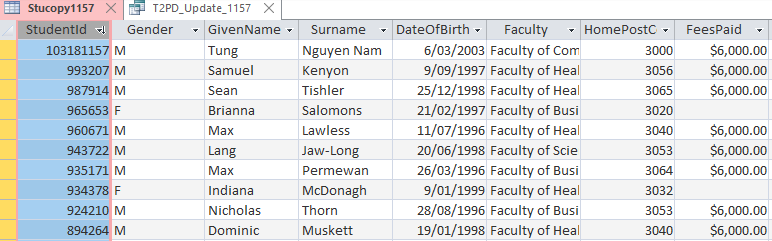 Stucopy1157 T2PD_Update_1157
StudentId Gender GivenName Surname DateOfBirth Faculty HomePostC FeesPaid
103181157 M Tung Nguyen Nam 6/03/2003 Faculty of Com 3000 $6,000.00
993207 M Samuel Kenyon 9/09/1997 Faculty of Heal 3056 $6,000.00
987914 M Sean Tishler 25/12/1998 Faculty of Heal 3065 $6,000.00
965653 F Brianna Salomons 21/02/1997 Faculty of Busi 3020
960671 M Max Lawless 11/07/1996 Faculty of Heal 3040 $6,000.00
943722 M Lang Jaw-Long 20/06/1998 Faculty of Scie 3053 $6,000.00
935171 M Max Permewan 26/03/1996 Faculty of Busi 3064 $6,000.00
934378 F Indiana McDonagh 9/01/1999 Faculty of Heal 3032
924210 M Nicholas Thorn 28/08/1996 Faculty of Busi 3053 $6,000.00
894264 M Dominic Muskett 19/01/1998 Faculty of Heal 3040 $6,000.00